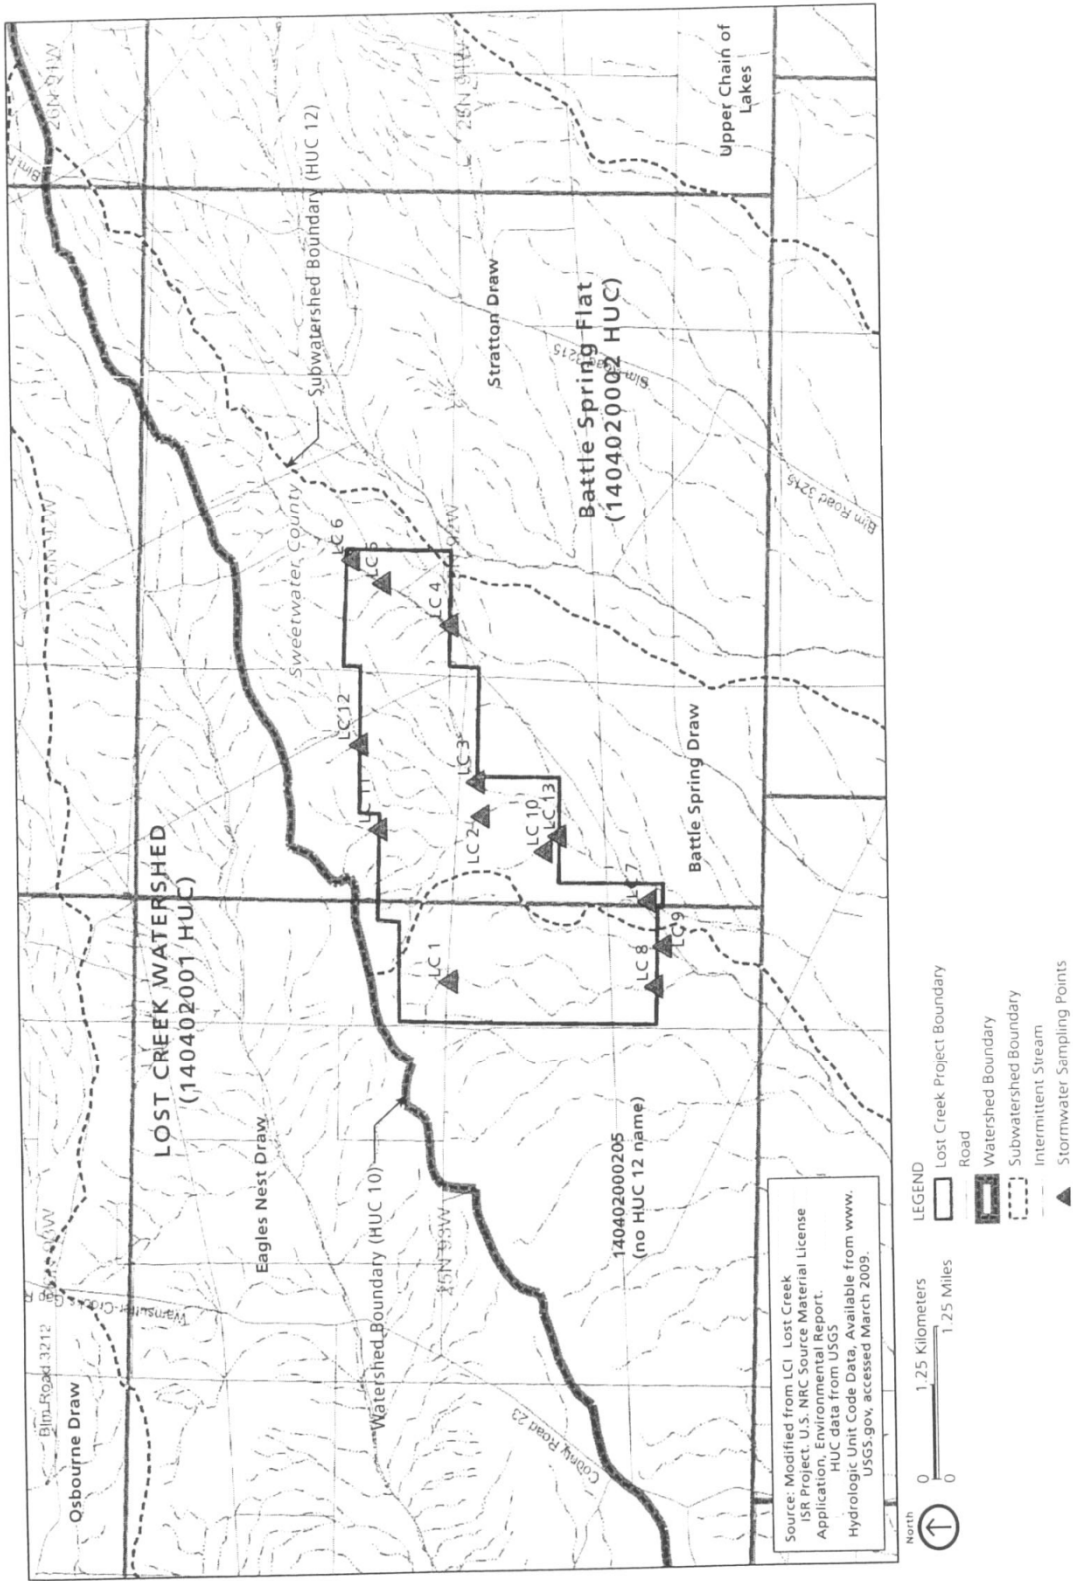 Upper Chain of
Lakes
26N 91W
Subwatershed Boundary (HUC 12)
Stratton Draw
Battle Spring Flat
(1404020002 HUC)
Blm Road 3215
Sweetwater County
LOST CREEK WATERSHED
(140402001 HUC)
LC 6
LC 5
LC 4
LC 12
LC 11
LC 3
LC 2
LC 10
LC 13
LC 7
LC 9
LC 8
LC 1
Battle Spring Draw
Eagles Nest Draw
Watershed Boundary (HUC 10)
25N 93W
140402000205
(no HUC 12 name)
Osbourne Draw
Blm Road 3212
County Road 23
Source: Modified from LCI Lost Creek
ISR Project. U.S. NRC Source Material License
Application, Environmental Report.
HUC data from USGS
Hydrologic Unit Code Data, Available from www.
USGS.gov, accessed March 2009.
North
0 1.25 Kilometers
0 1.25 Miles
LEGEND
Lost Creek Project Boundary
Road
Watershed Boundary
Subwatershed Boundary
Intermittent Stream
Stormwater Sampling Points